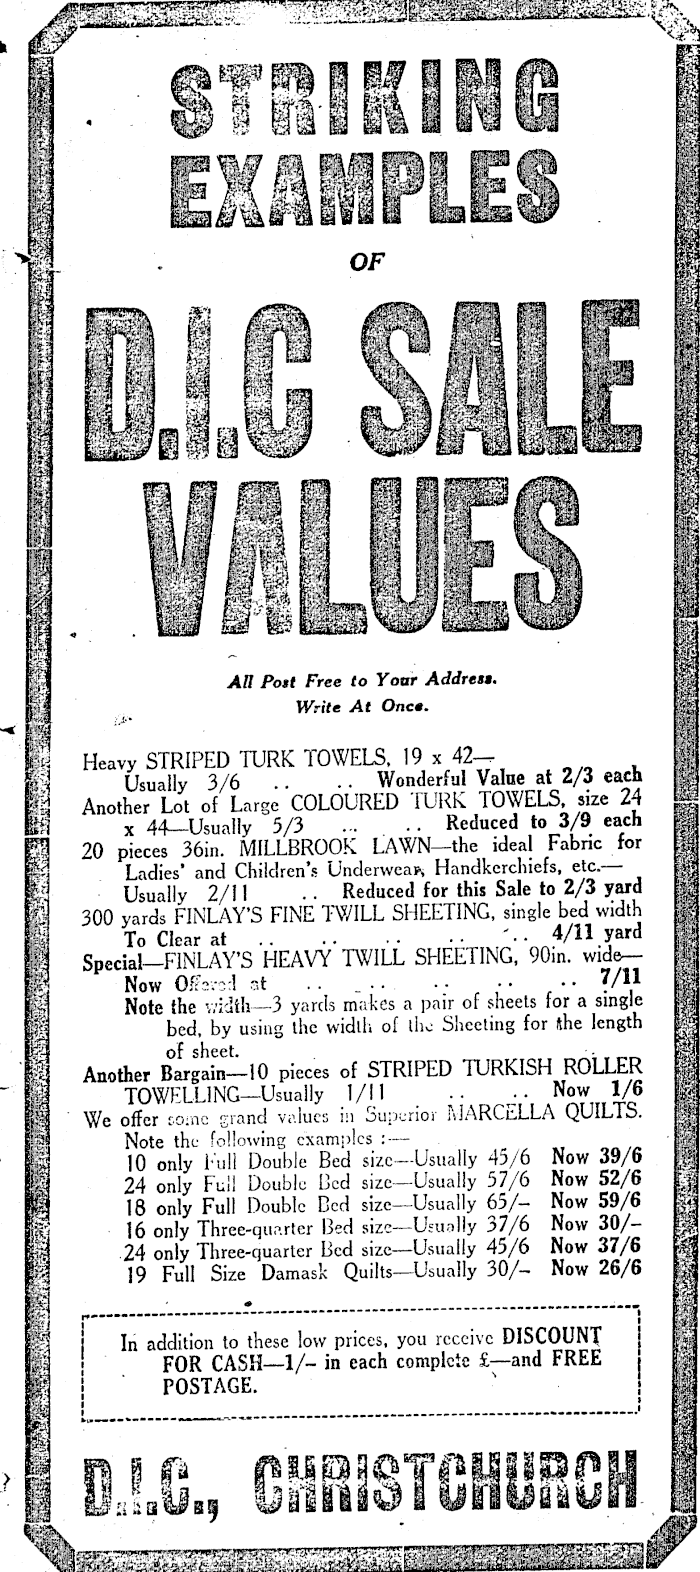 STRIKING
EXAMPLES
OF
D.I.C SALE
VALUES
All Post Free to Your Address.
Write At Once.
Heavy STRIPED TURK TOWELS, 19 x 42—
Usually 3/6 .. .. Wonderful Value at 2/3 each
Another Lot of Large COLOURED TURK TOWELS, size 24
x 44—Usually 5/3 ... .. Reduced to 3/9 each
20 pieces 36in. MILLBROOK LAWN—the ideal Fabric for
Ladies' and Children's Underwear, Handkerchiefs, etc.—
Usually 2/11 .. Reduced for this Sale to 2/3 yard
300 yards FINLAY'S FINE TWILL SHEETING, single bed width
To Clear at .. .. .. .. .. 4/11 yard
Special—FINLAY'S HEAVY TWILL SHEETING, 90in. wide—
Now Offered at .. .. .. .. .. 7/11
Note the width—3 yards makes a pair of sheets for a single
bed, by using the width of the Sheeting for the length
of sheet.
Another Bargain—10 pieces of STRIPED TURKISH ROLLER
TOWELLING—Usually 1/11 .. .. Now 1/6
We offer some grand values in Superior MARCELLA QUILTS.
Note the following examples :—
10 only Full Double Bed size—Usually 45/6 Now 39/6
24 only Full Double Bed size—Usually 57/6 Now 52/6
18 only Full Double Bed size—Usually 65/– Now 59/6
16 only Three-quarter Bed size—Usually 37/6 Now 30/–
24 only Three-quarter Bed size—Usually 45/6 Now 37/6
19 Full Size Damask Quilts—Usually 30/– Now 26/6
In addition to these low prices, you receive DISCOUNT
FOR CASH—1/– in each complete £—and FREE
POSTAGE.
D.I.C., CHRISTCHURCH